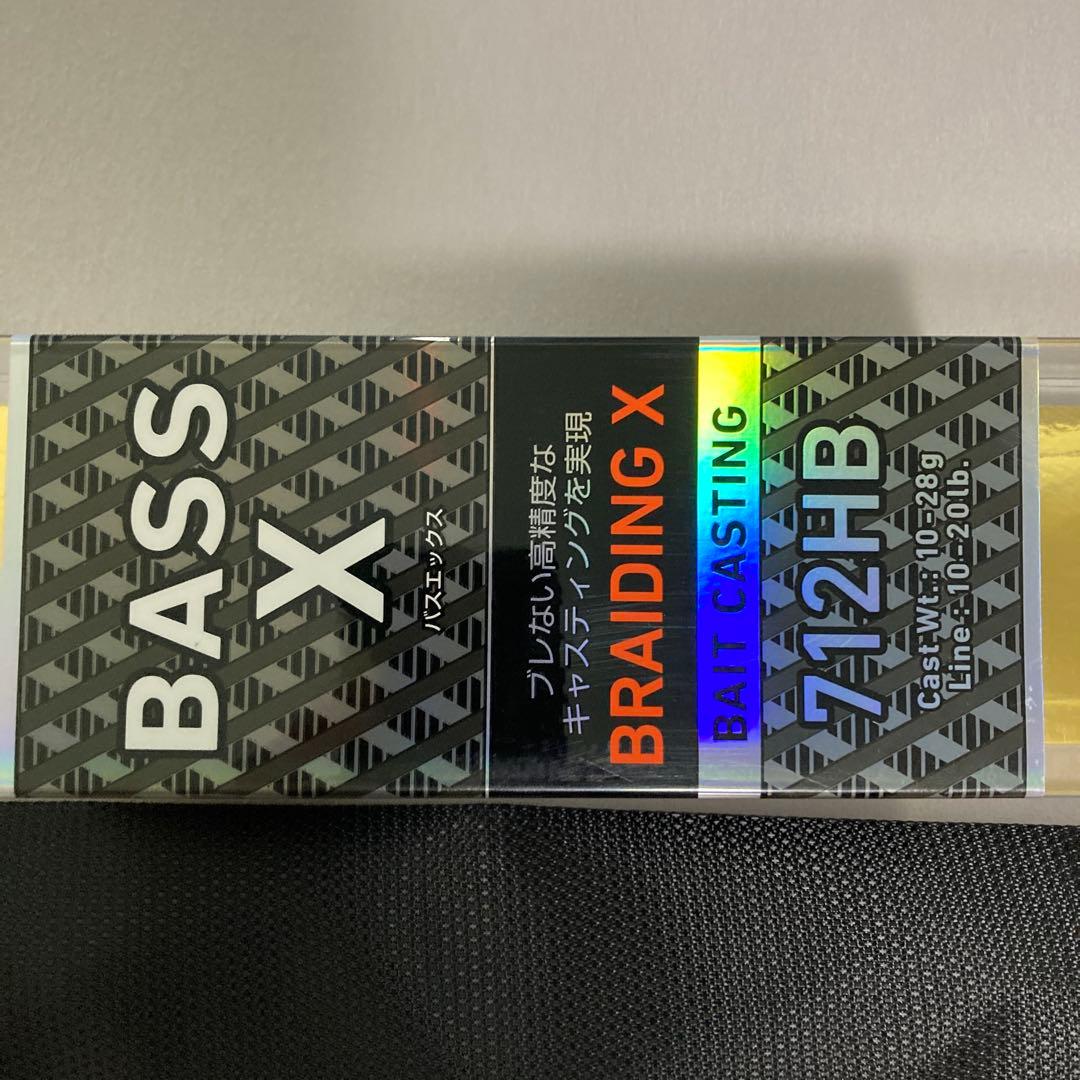 BASS
X
バスエックス
ブレない高精度な
キャスティングを実現
BRAIDING X
BAIT CASTING
712HB
Cast Wt.: 10-28g
Line : 10-20lb.